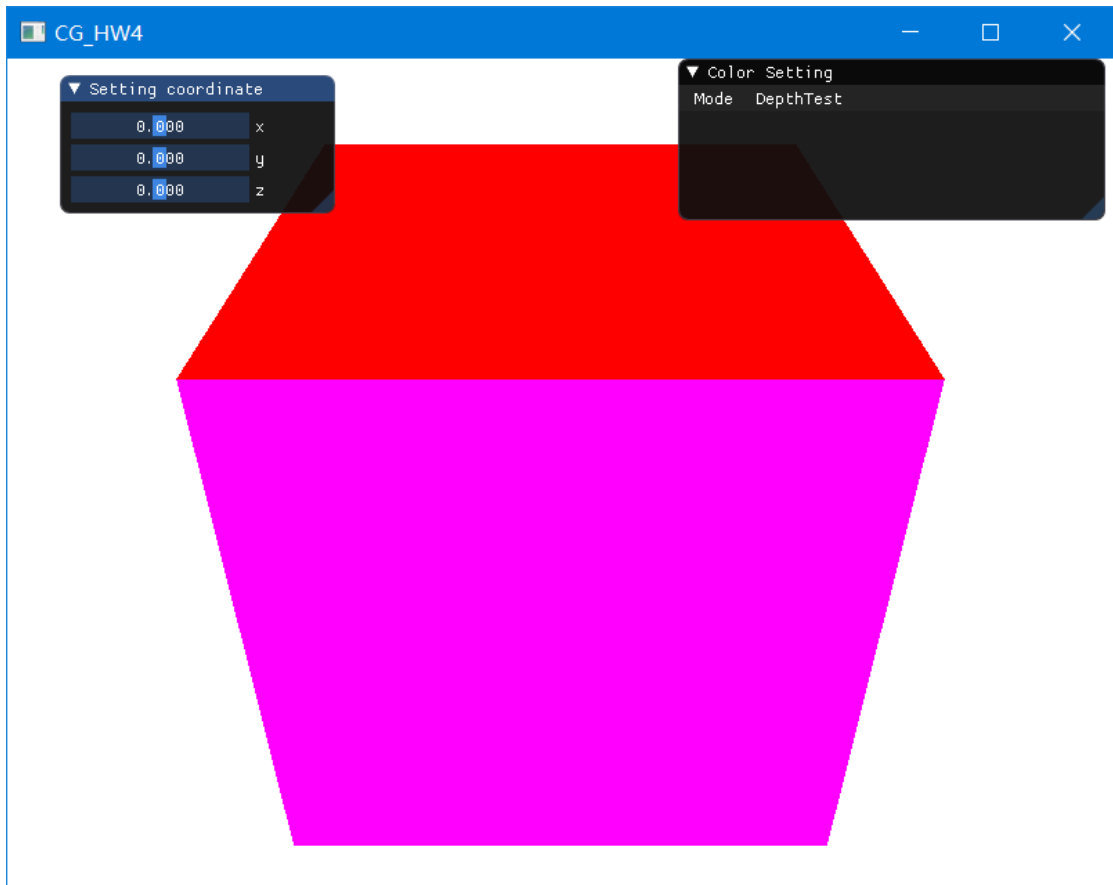 CG_HW4
Setting coordinate
0.000 x
0.000 y
0.000 z
Color Setting
Mode DepthTest